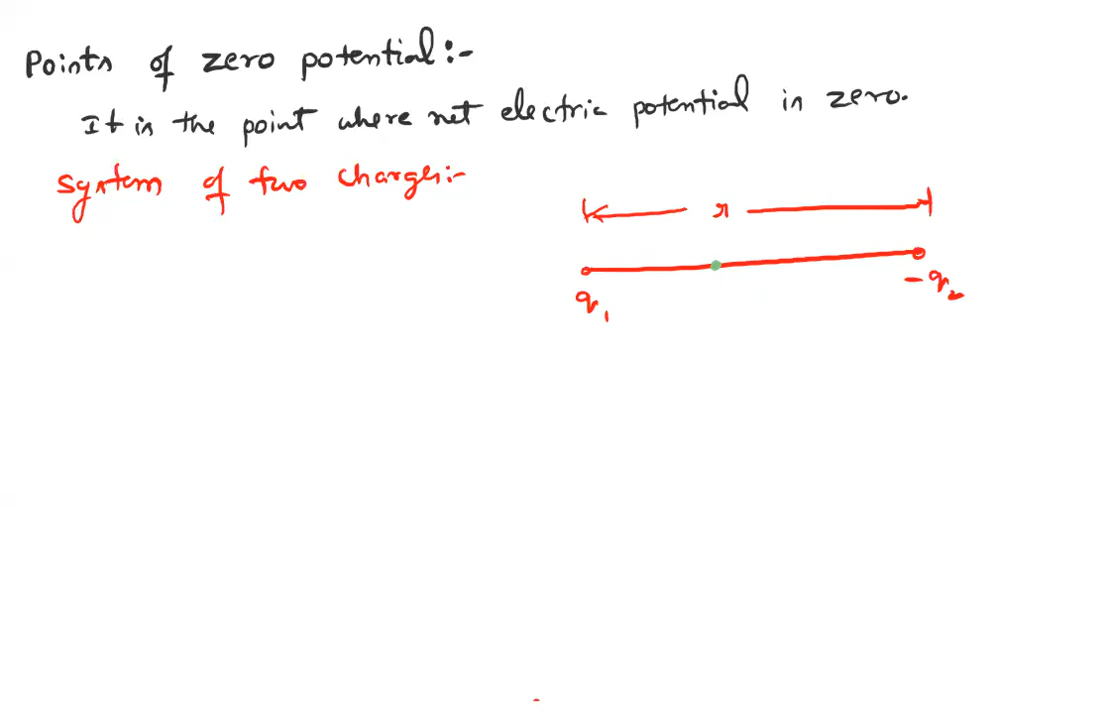 Points of zero potential:-
It is the point where net electric potential is zero.
System of two charges:-
r
q₁
-q₂